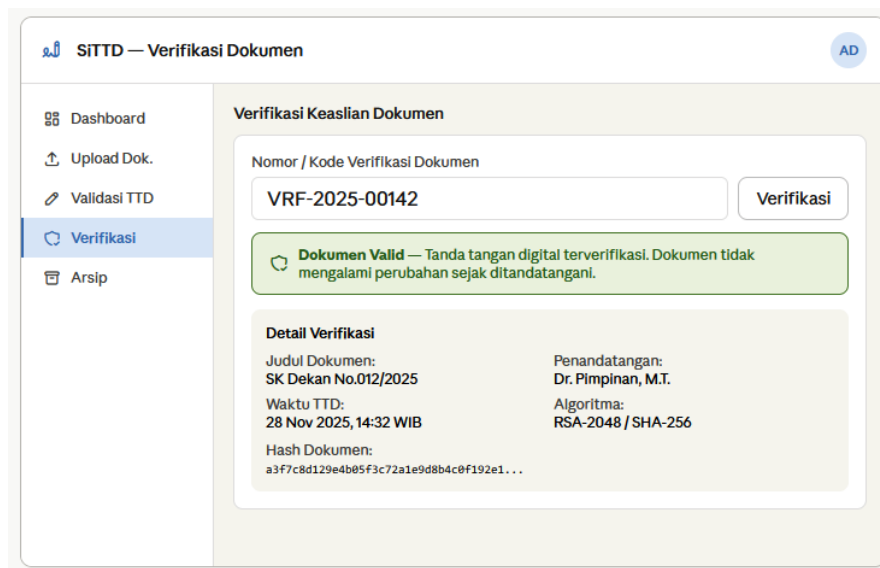 SiTTD — Verifikasi Dokumen
AD
Dashboard
Upload Dok.
Validasi TTD
Verifikasi
Arsip
Verifikasi Keaslian Dokumen
Nomor / Kode Verifikasi Dokumen
VRF-2025-00142
Verifikasi
Dokumen Valid — Tanda tangan digital terverifikasi. Dokumen tidak
mengalami perubahan sejak ditandatangani.
Detail Verifikasi
Judul Dokumen:
SK Dekan No.012/2025
Penandatangan:
Dr. Pimpinan, M.T.
Waktu TTD:
28 Nov 2025, 14:32 WIB
Algoritma:
RSA-2048 / SHA-256
Hash Dokumen:
a3f7c8d129e4b05f3c72a1e9d8b4c0f192e1...